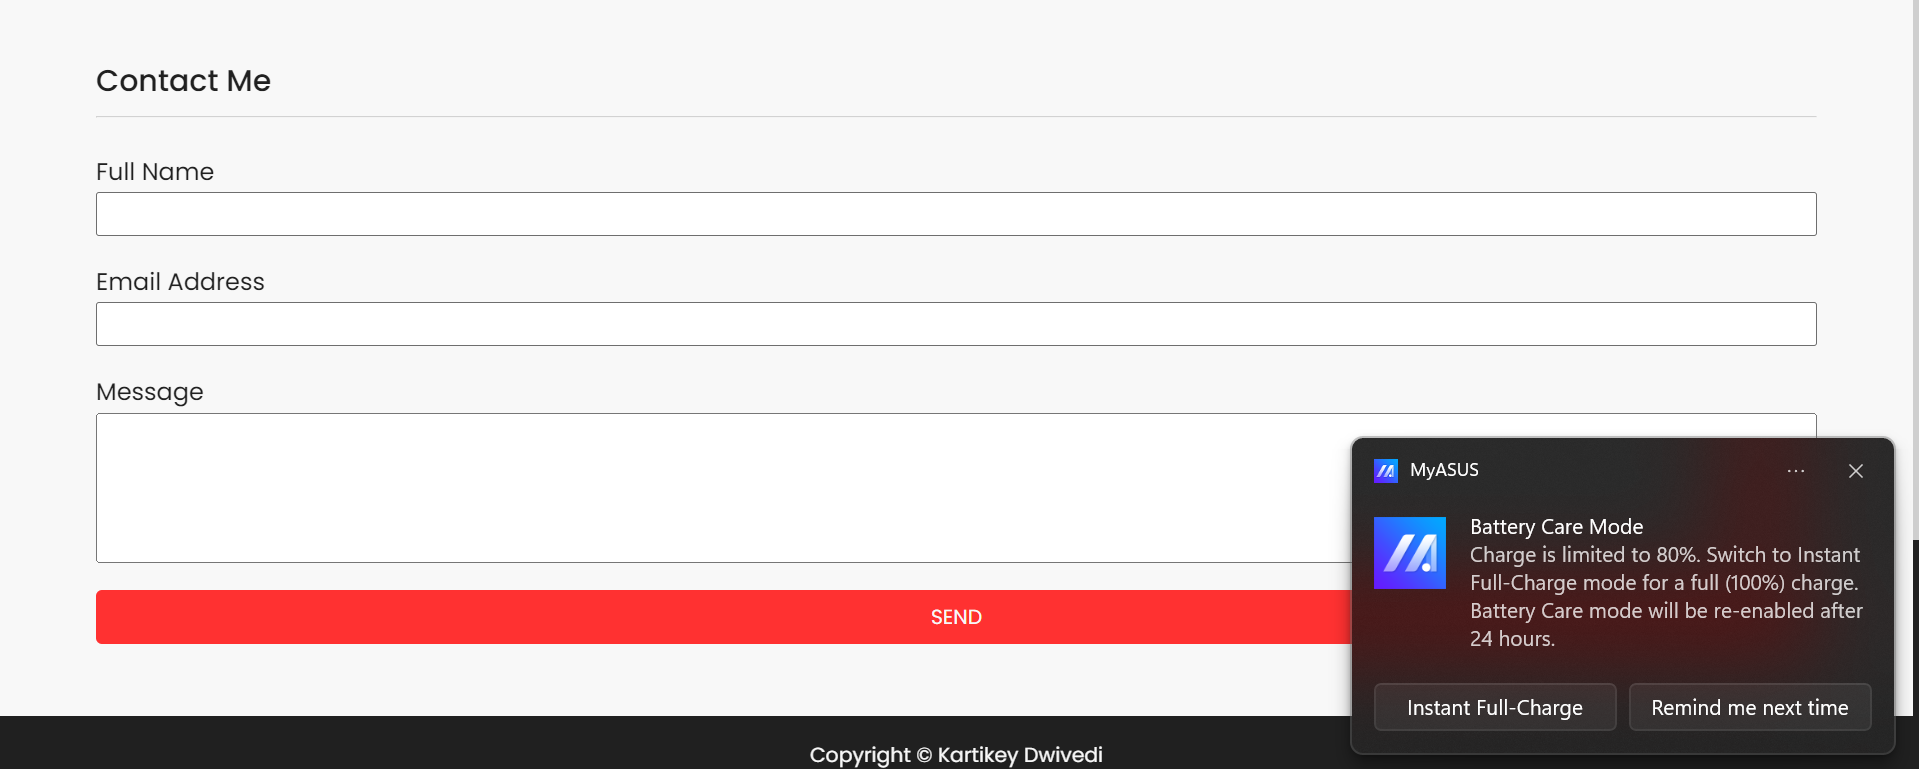 Contact Me
Full Name
Email Address
Message
SEND
Copyright © Kartikey Dwivedi
MyASUS
Battery Care Mode
Charge is limited to 80%. Switch to Instant
Full-Charge mode for a full (100%) charge.
Battery Care mode will be re-enabled after
24 hours.
Instant Full-Charge
Remind me next time